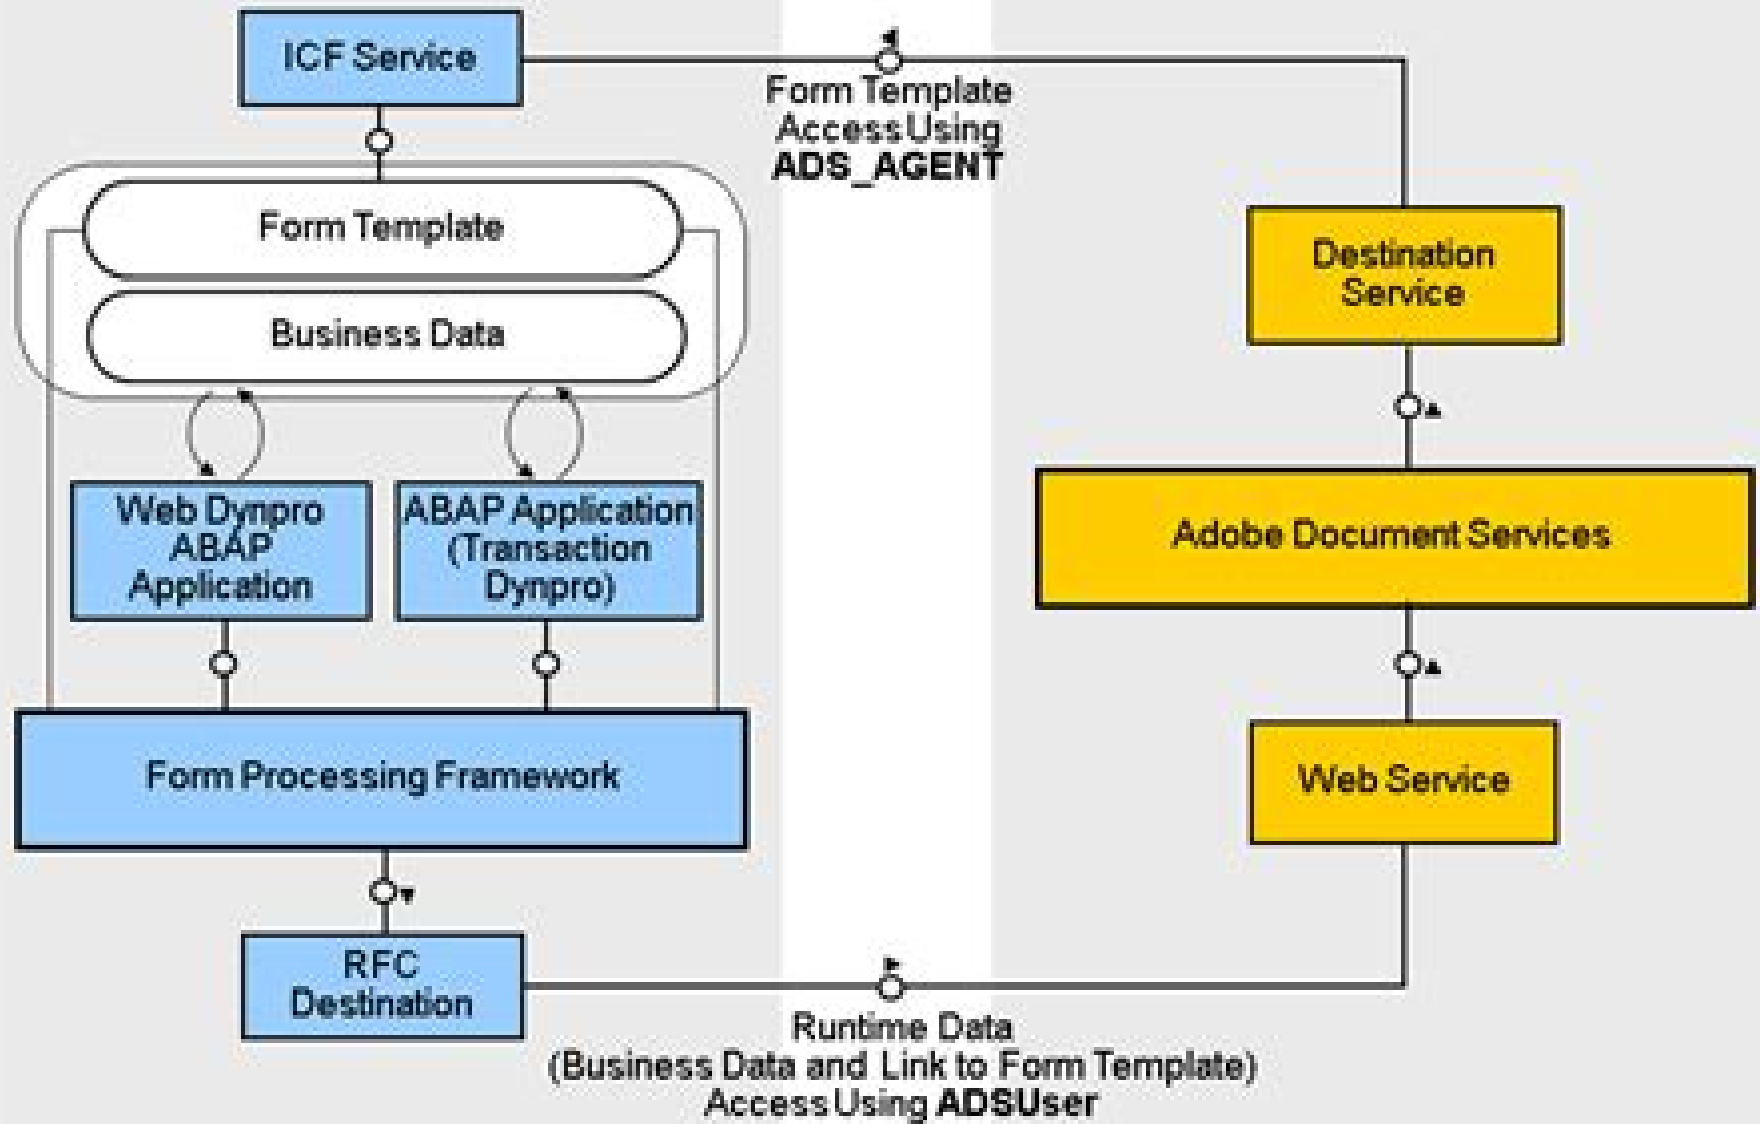 ICF Service
Form Template
Access Using
ADS_AGENT
Form Template
Business Data
Destination
Service
Web Dynpro
ABAP
Application
ABAP Application
(Transaction
Dynpro)
Adobe Document Services
Form Processing Framework
Web Service
RFC
Destination
Runtime Data
(Business Data and Link to Form Template)
Access Using ADSUser